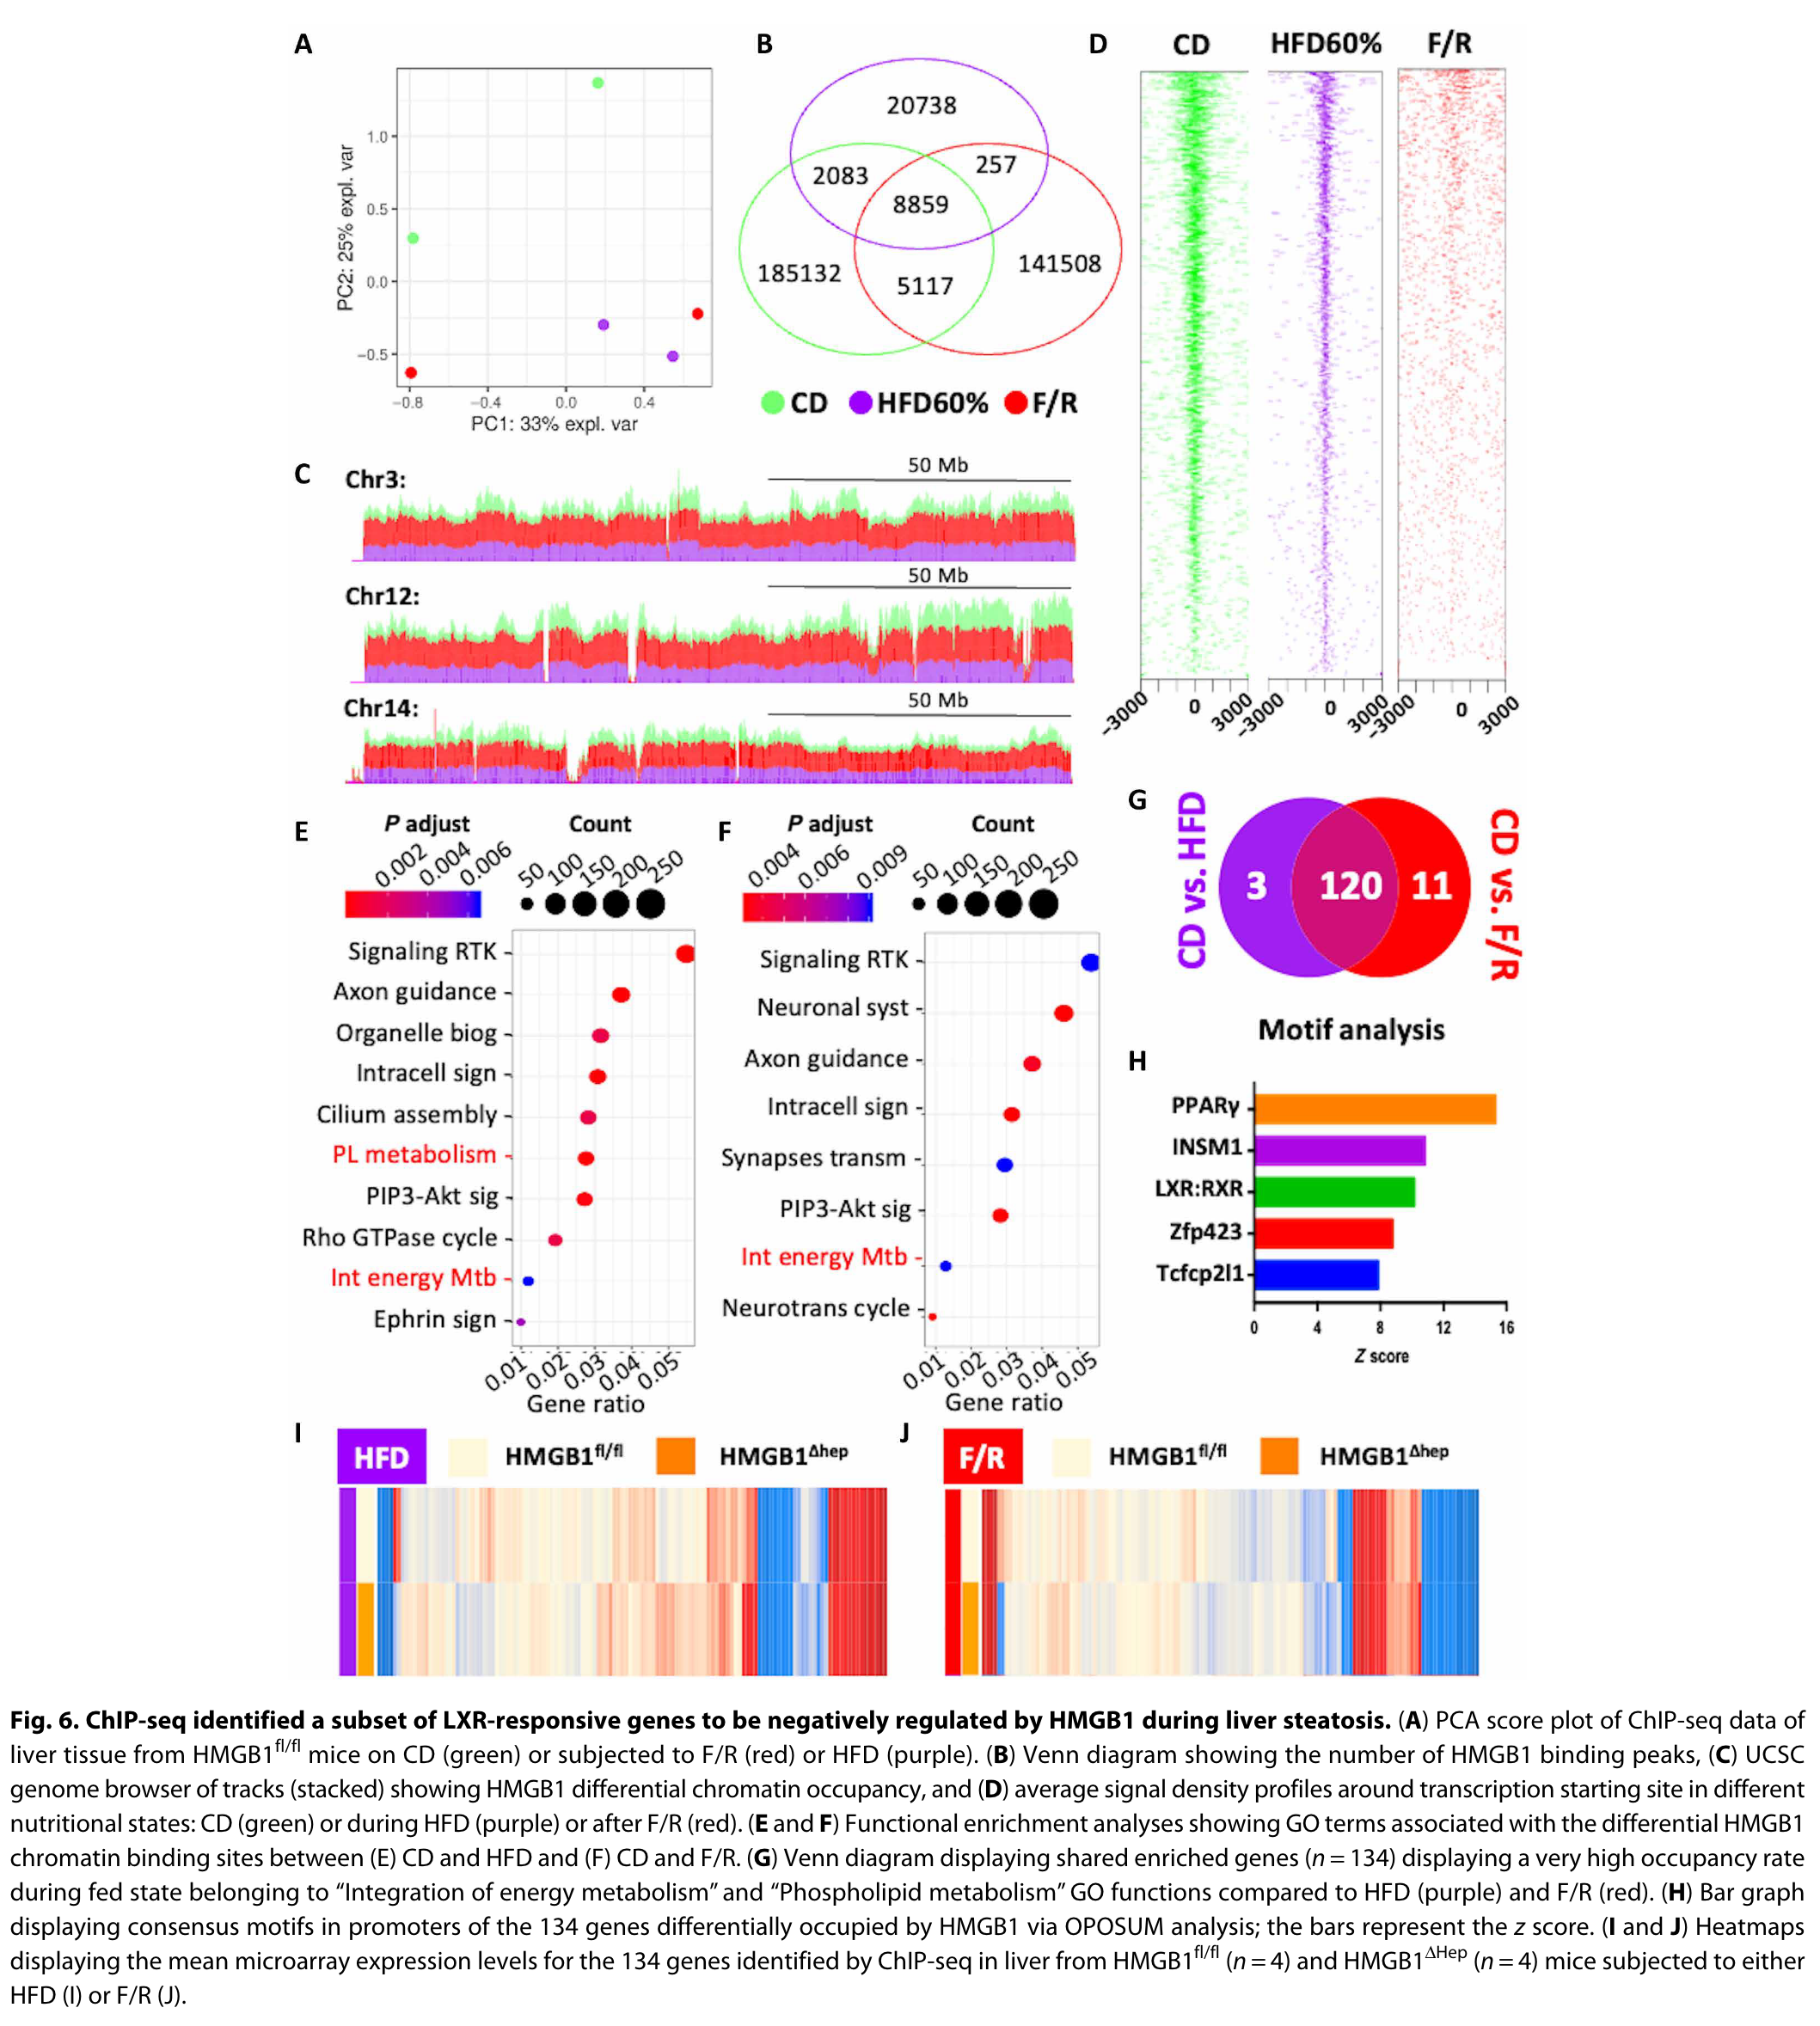 A
PC2: 25% expl. var
1.0
0.5
0.0
−0.5
−0.8
−0.4
0.0
0.4
PC1: 33% expl. var
B
20738
2083
257
8859
185132
5117
141508
CD
HFD60%
F/R
D
CD
HFD60%
F/R
-3000
0
3000
-3000
0
3000
-3000
0
3000
C
Chr3:
50 Mb
Chr12:
50 Mb
Chr14:
50 Mb
E
P adjust
Count
0.002
0.004
0.006
50
100
150
200
250
Signaling RTK
Axon guidance
Organelle biog
Intracell sign
Cilium assembly
PL metabolism
PIP3-Akt sig
Rho GTPase cycle
Int energy Mtb
Ephrin sign
0.01
0.02
0.03
0.04
0.05
Gene ratio
F
P adjust
Count
0.004
0.006
0.009
50
100
150
200
250
Signaling RTK
Neuronal syst
Axon guidance
Intracell sign
Synapses transm
PIP3-Akt sig
Int energy Mtb
Neurotrans cycle
0.01
0.02
0.03
0.04
0.05
Gene ratio
G
CD vs. HFD
3
120
11
CD vs. F/R
Motif analysis
H
PPARγ
INSM1
LXR:RXR
Zfp423
Tcfcp2l1
0
4
8
12
16
Z score
I
HFD
HMGB1fl/fl
HMGB1Δhep
J
F/R
HMGB1fl/fl
HMGB1Δhep
Fig. 6. ChIP-seq identified a subset of LXR-responsive genes to be negatively regulated by HMGB1 during liver steatosis. (A) PCA score plot of ChIP-seq data of
liver tissue from HMGB1fl/fl mice on CD (green) or subjected to F/R (red) or HFD (purple). (B) Venn diagram showing the number of HMGB1 binding peaks, (C) UCSC
genome browser of tracks (stacked) showing HMGB1 differential chromatin occupancy, and (D) average signal density profiles around transcription starting site in different
nutritional states: CD (green) or during HFD (purple) or after F/R (red). (E and F) Functional enrichment analyses showing GO terms associated with the differential HMGB1
chromatin binding sites between (E) CD and HFD and (F) CD and F/R. (G) Venn diagram displaying shared enriched genes (n = 134) displaying a very high occupancy rate
during fed state belonging to “Integration of energy metabolism” and “Phospholipid metabolism” GO functions compared to HFD (purple) and F/R (red). (H) Bar graph
displaying consensus motifs in promoters of the 134 genes differentially occupied by HMGB1 via OPOSUM analysis; the bars represent the z score. (I and J) Heatmaps
displaying the mean microarray expression levels for the 134 genes identified by ChIP-seq in liver from HMGB1fl/fl (n = 4) and HMGB1ΔHep (n = 4) mice subjected to either
HFD (I) or F/R (J).